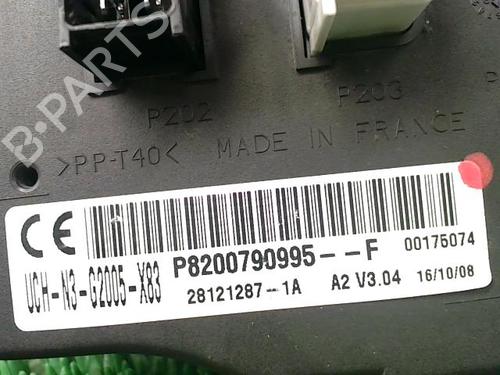 P202
P203
>PP-T40<
MADE IN FRANCE
B-PARTS
CE
UCH-N3-G2005-X83
P8200790995--F
00175074
28121287-1A
A2 V3.04
16/10/08